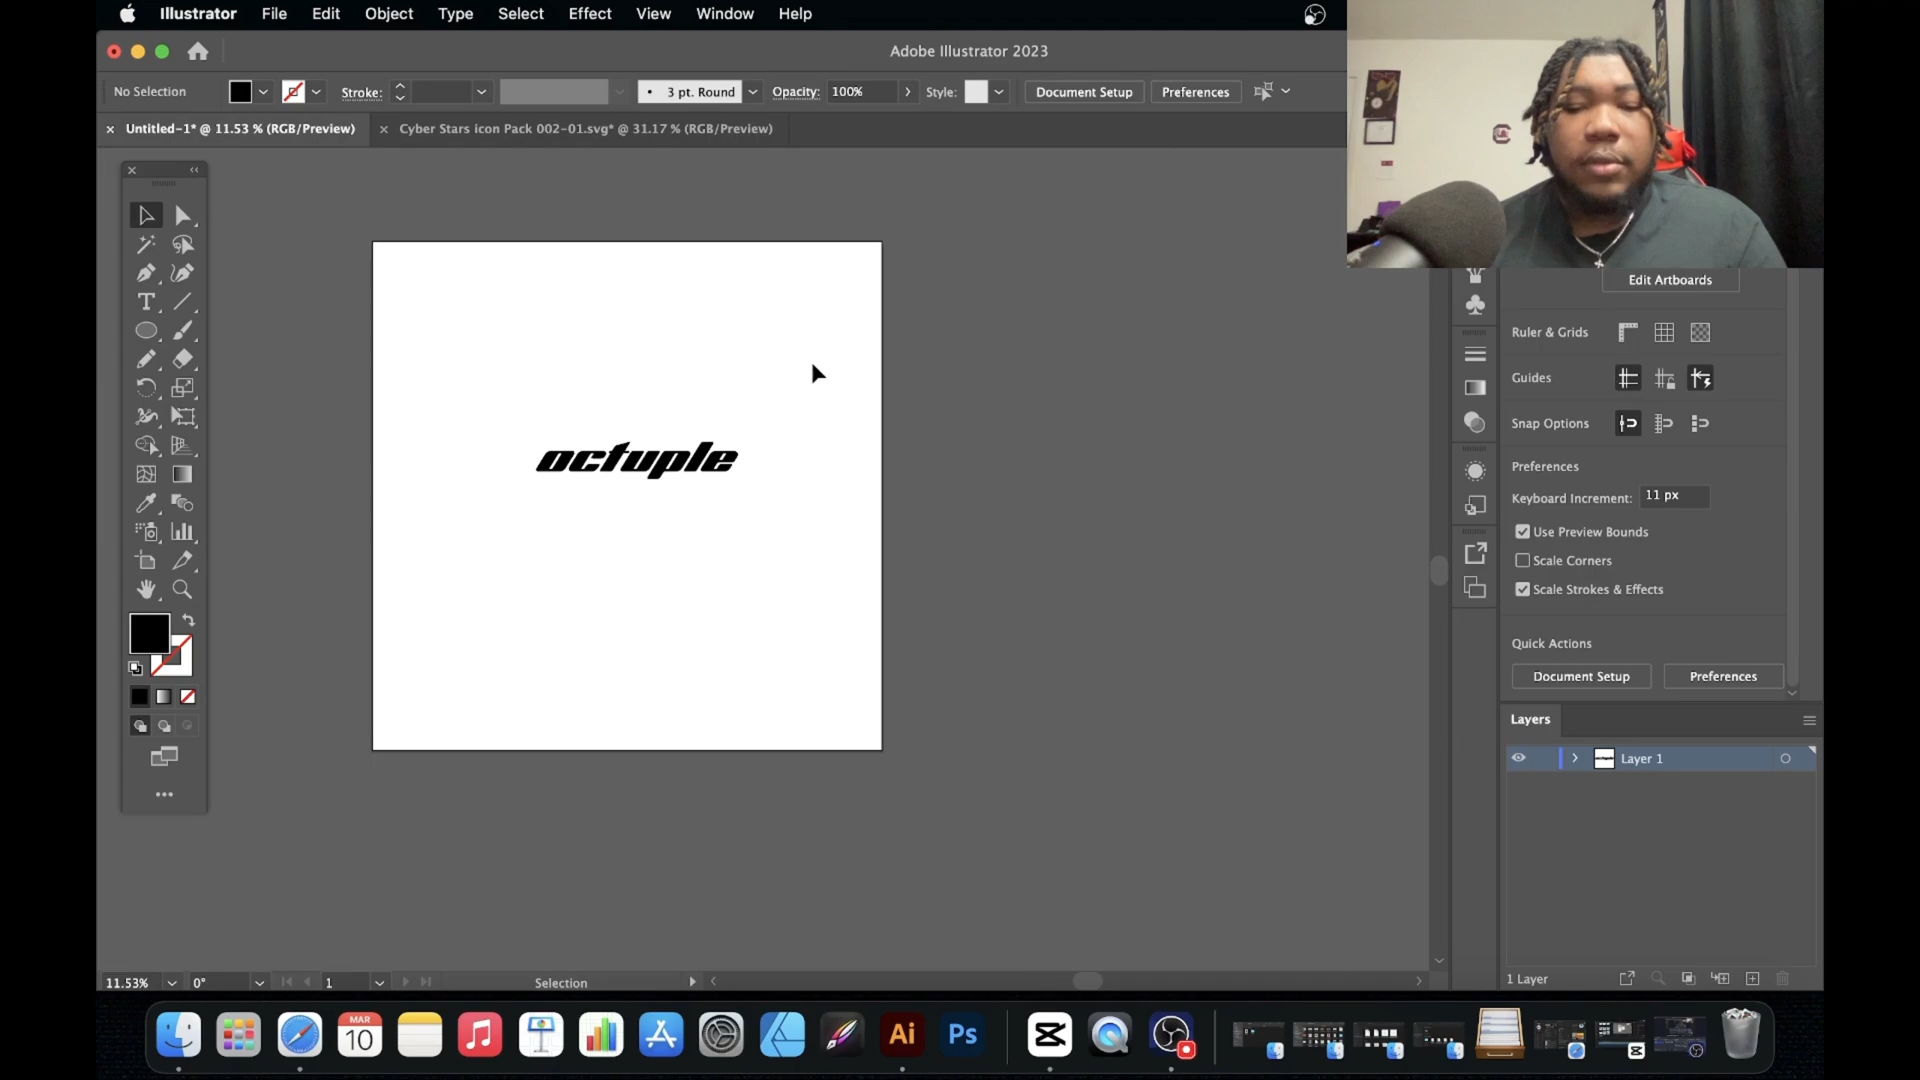 Illustrator File Edit Object Type Select Effect View Window Help
Adobe Illustrator 2023
No Selection Stroke: 3 pt. Round Opacity: 100% Style: Document Setup Preferences
Untitled-1* @ 11.53 % (RGB/Preview) Cyber Stars icon Pack 002-01.svg* @ 31.17 % (RGB/Preview)
Edit Artboards
Ruler & Grids
Guides
Snap Options
octuple
Preferences
Keyboard Increment: 11 px
Use Preview Bounds
Scale Corners
Scale Strokes & Effects
Quick Actions
Document Setup Preferences
Layers
Layer 1
1 Layer
11.53% 0° 1 Selection
MAR
10
Ai
Ps